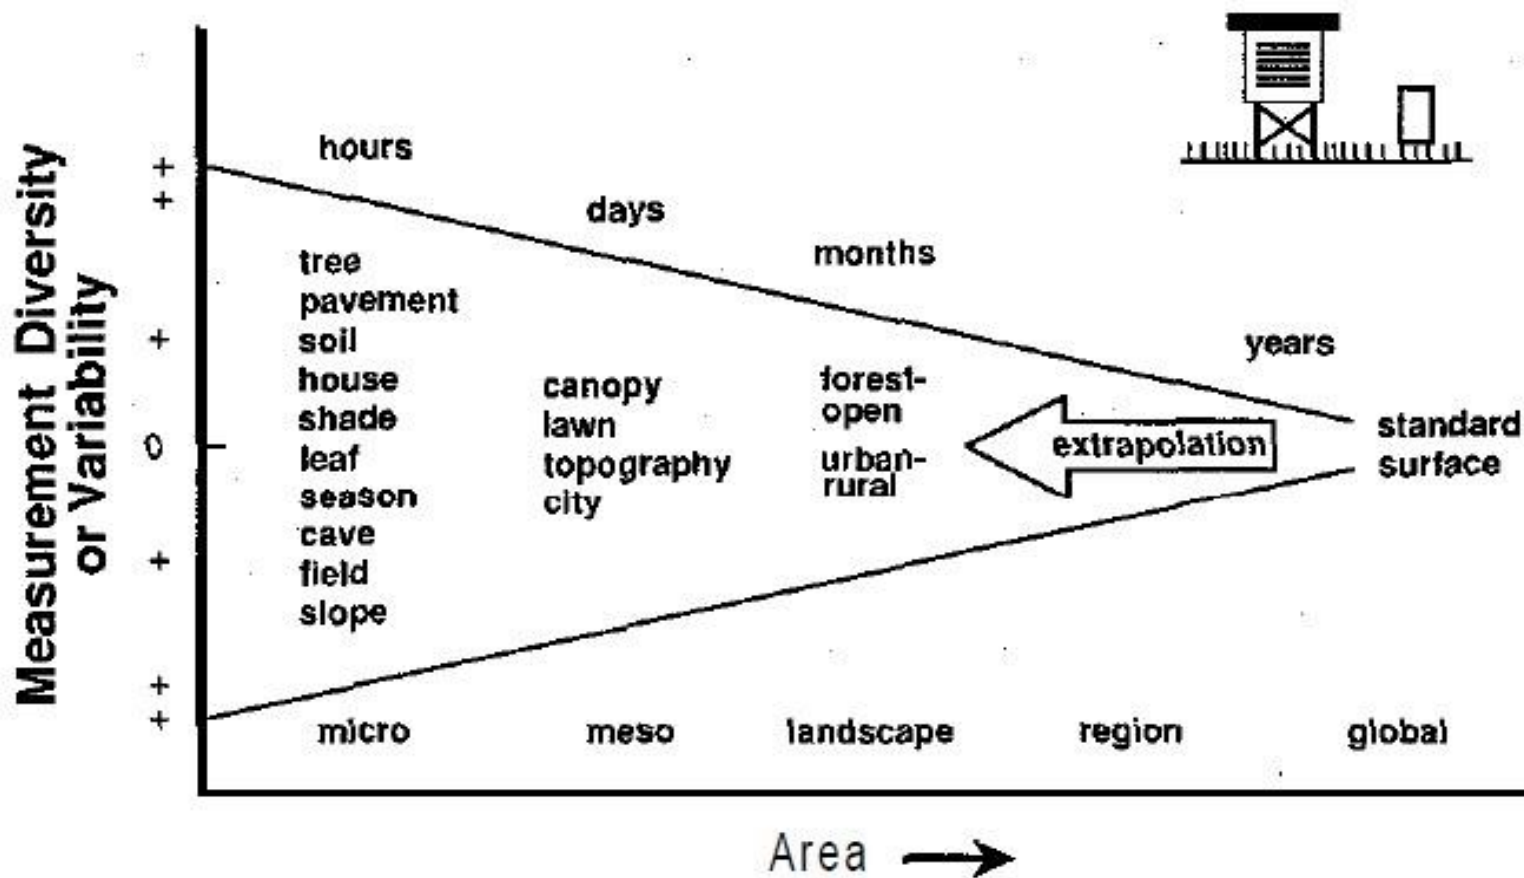 Measurement Diversity
or Variability
+
+
+
0
+
+
+
hours
days
months
years
tree
pavement
soil
house
shade
leaf
season
cave
field
slope
canopy
lawn
topography
city
forest-
open
urban-
rural
extrapolation
standard
surface
micro
meso
landscape
region
global
Area